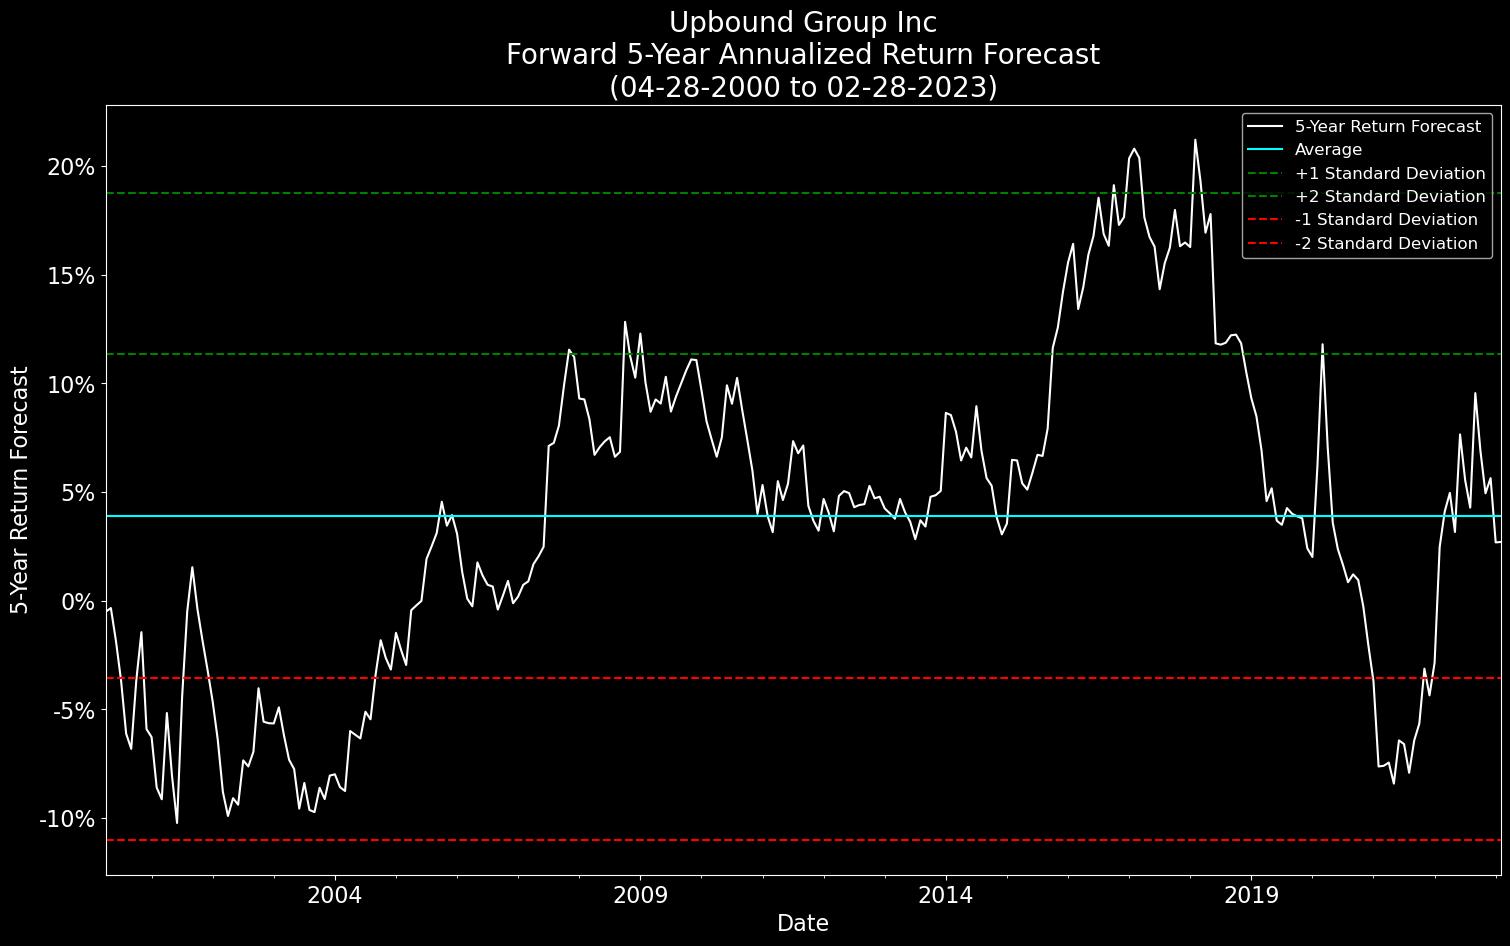 Upbound Group Inc
Forward 5-Year Annualized Return Forecast
(04-28-2000 to 02-28-2023)
5-Year Return Forecast
Average
+1 Standard Deviation
+2 Standard Deviation
-1 Standard Deviation
-2 Standard Deviation
20%
15%
10%
5%
0%
-5%
-10%
5-Year Return Forecast
2004
2009
2014
2019
Date